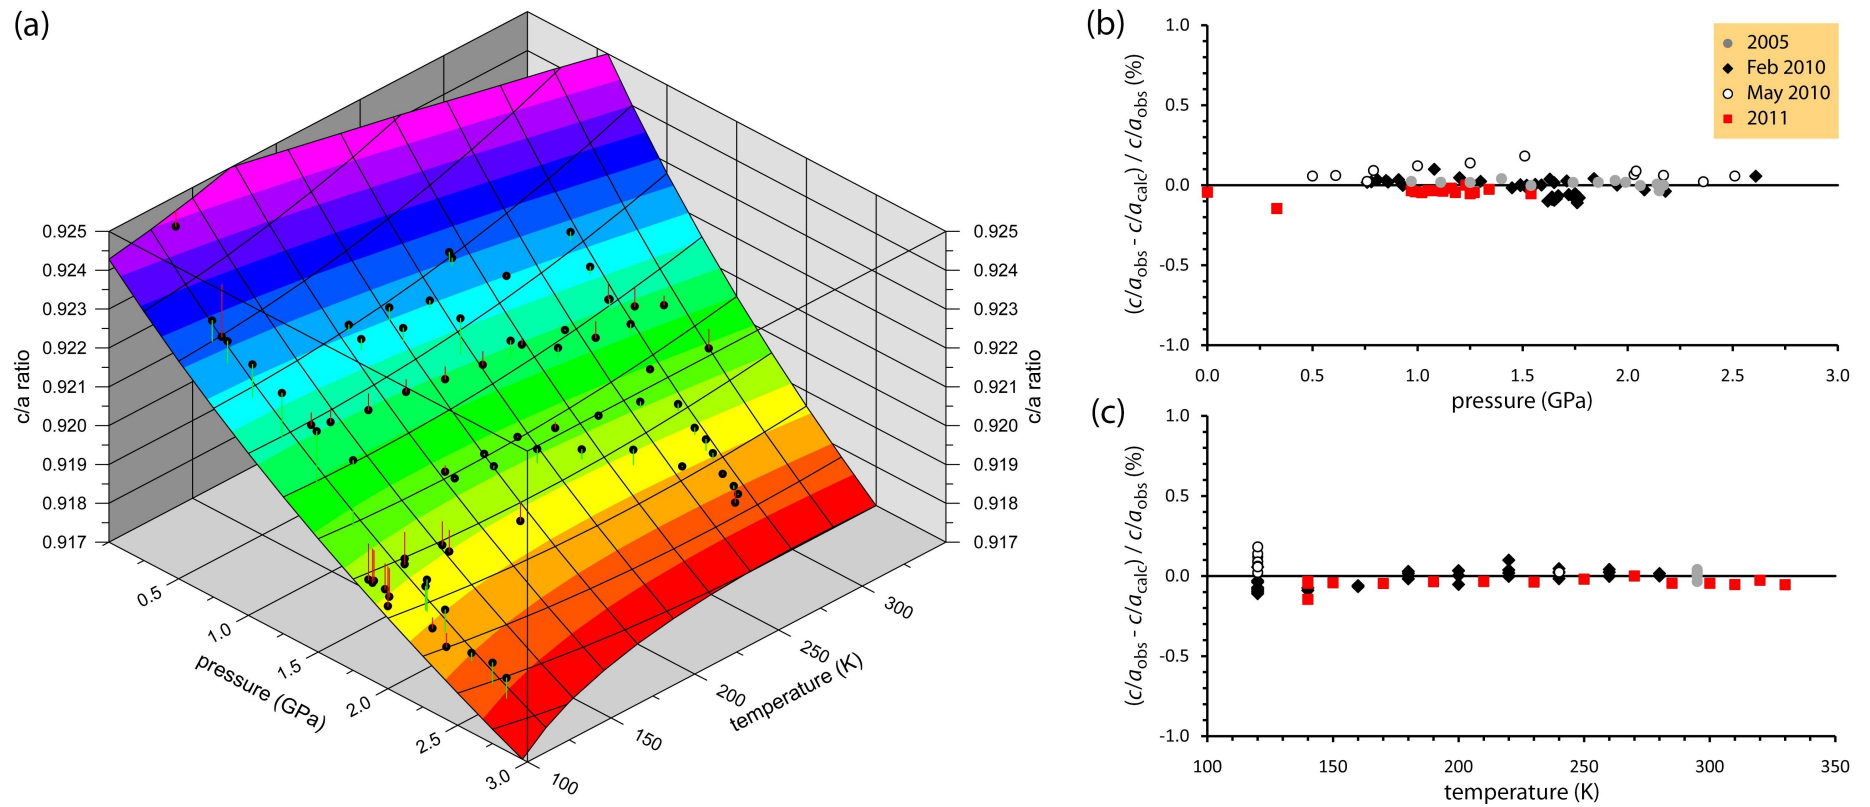 (a)
0.925
0.924
0.923
0.922
0.921
0.920
0.919
0.918
0.917
c/a ratio
0.925
0.924
0.923
0.922
0.921
0.920
0.919
0.918
0.917
c/a ratio
0.5
1.0
1.5
2.0
2.5
3.0
pressure (GPa)
100
150
200
250
300
temperature (K)
(b)
1.0
0.5
0.0
-0.5
-1.0
(c/aobs - c/acalc) / c/aobs (%)
2005
Feb 2010
May 2010
2011
0.0 0.5 1.0 1.5 2.0 2.5 3.0
pressure (GPa)
(c)
1.0
0.5
0.0
-0.5
-1.0
(c/aobs - c/acalc) / c/aobs (%)
100 150 200 250 300 350
temperature (K)